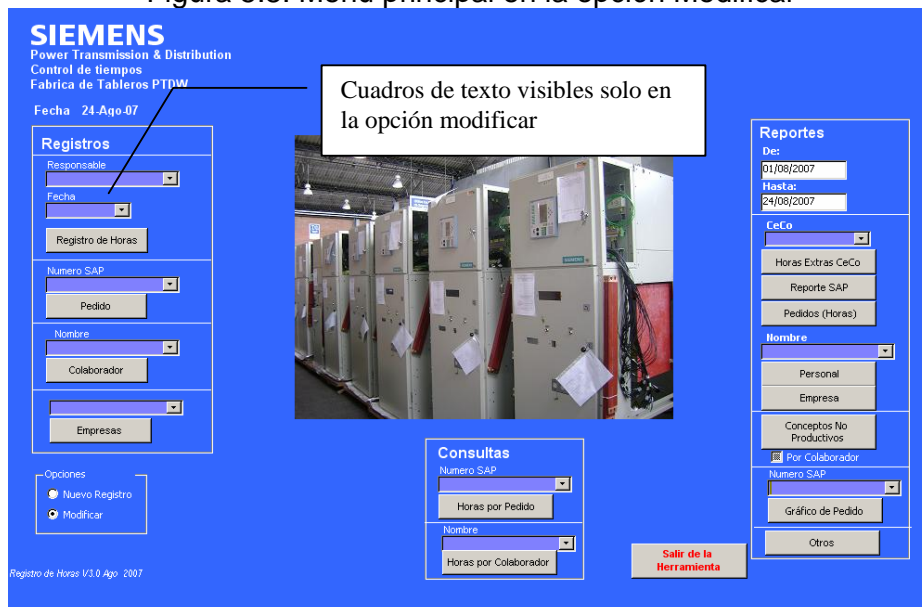 Figura 5.8. Menú principal en la opción Modificar
SIEMENS
Power Transmission & Distribution
Control de tiempos
Fabrica de Tableros PTDW
Fecha 24-Ago-07
Cuadros de texto visibles solo en
la opción modificar
Registros
Responsable
Fecha
Registro de Horas
Numero SAP
Pedido
Nombre
Colaborador
Empresas
Opciones
Nuevo Registro
Modificar
Registro de Horas V3.0 Ago 2007
Consultas
Numero SAP
Horas por Pedido
Nombre
Horas por Colaborador
Salir de la
Herramienta
Reportes
De:
01/08/2007
Hasta:
24/08/2007
CeCo
Horas Extras CeCo
Reporte SAP
Pedidos (Horas)
Nombre
Personal
Empresa
Conceptos No
Productivos
Por Colaborador
Numero SAP
Gráfico de Pedido
Otros